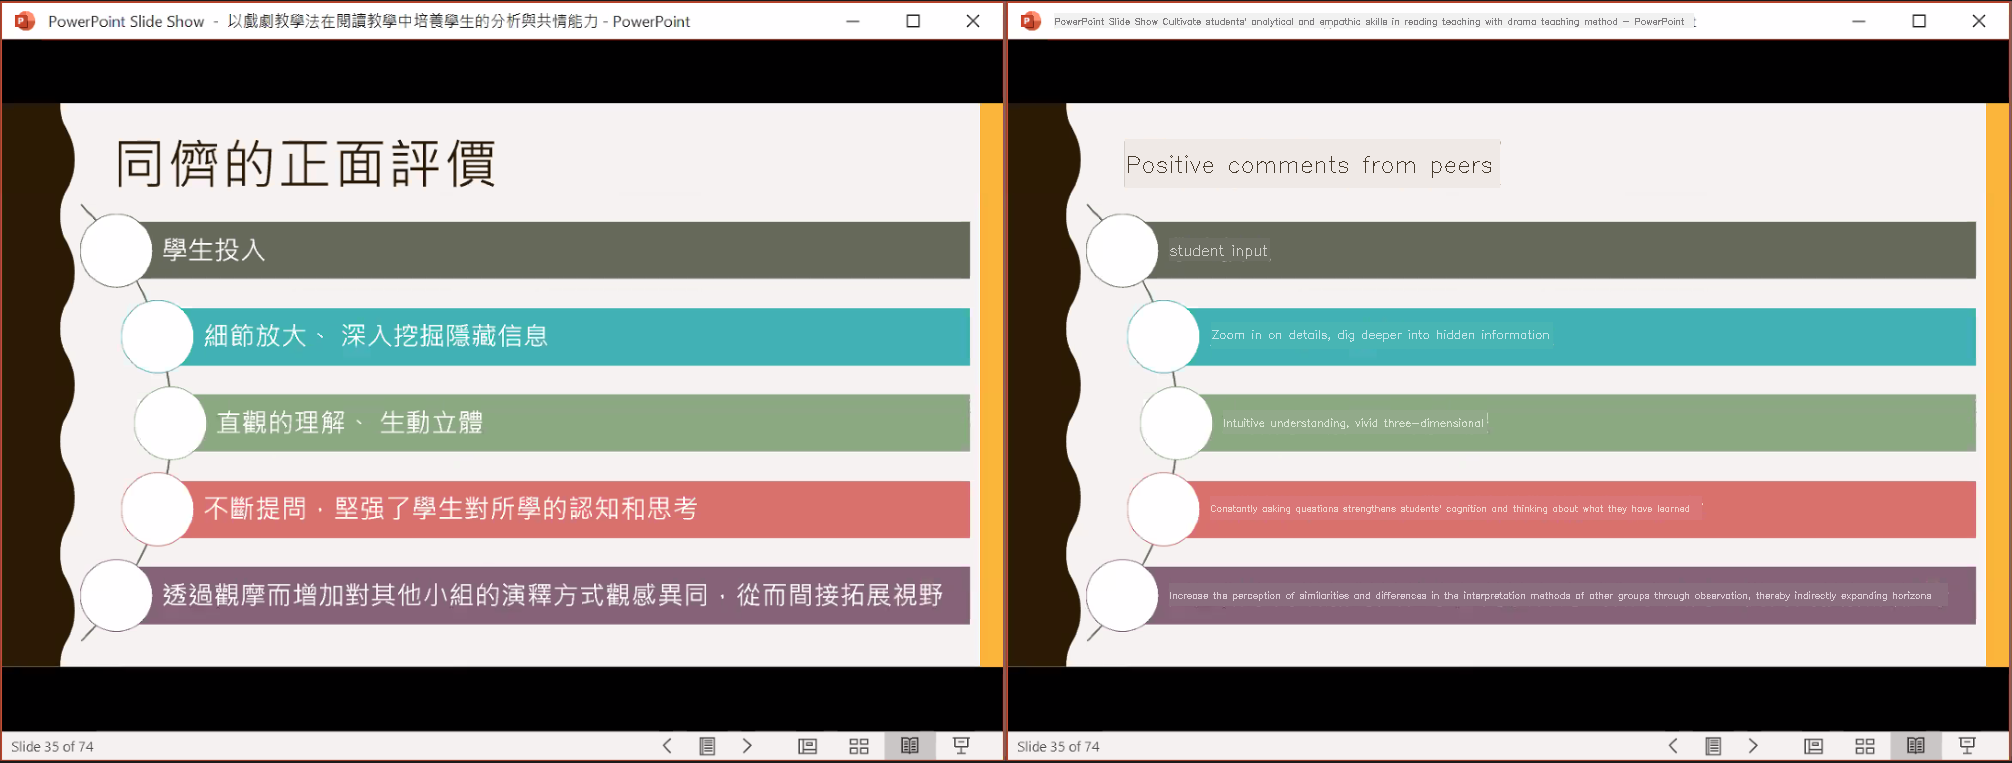 PowerPoint Slide Show - 以戲劇教學法在閱讀教學中培養學生的分析與共情能力 - PowerPoint
同儕的正面評價
學生投入
細節放大、 深入挖掘隱藏信息
直觀的理解、 生動立體
不斷提問，堅强了學生對所學的認知和思考
透過觀摩而增加對其他小組的演釋方式觀感異同，從而間接拓展視野
Slide 35 of 74
PowerPoint Slide Show Cultivate students' analytical and empathic skills in reading teaching with drama teaching method - PowerPoint
Positive comments from peers
student input
Zoom in on details, dig deeper into hidden information
Intuitive understanding, vivid three-dimensional
Constantly asking questions strengthens students' cognition and thinking about what they have learned
Increase the perception of similarities and differences in the interpretation methods of other groups through observation, thereby indirectly expanding horizons
Slide 35 of 74